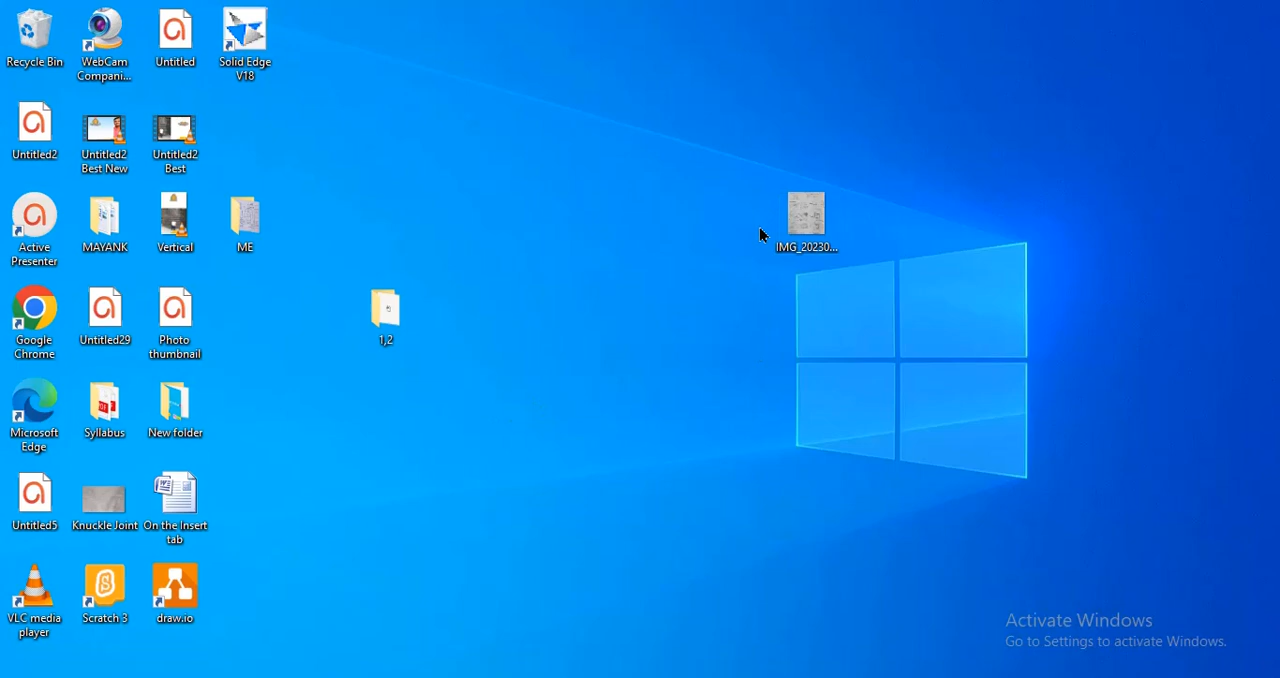 Recycle Bin
WebCam
Compani...
Untitled
Solid Edge
V18
Untitled2
Untitled2
Best New
Untitled2
Best
Active
Presenter
MAYANK
Vertical
ME
IMG_20230...
Google
Chrome
Untitled29
Photo
thumbnail
1,2
Microsoft
Edge
Syllabus
New folder
Untitled5
Knuckle Joint
On the Insert
tab
VLC media
player
Scratch 3
draw.io
Activate Windows
Go to Settings to activate Windows.